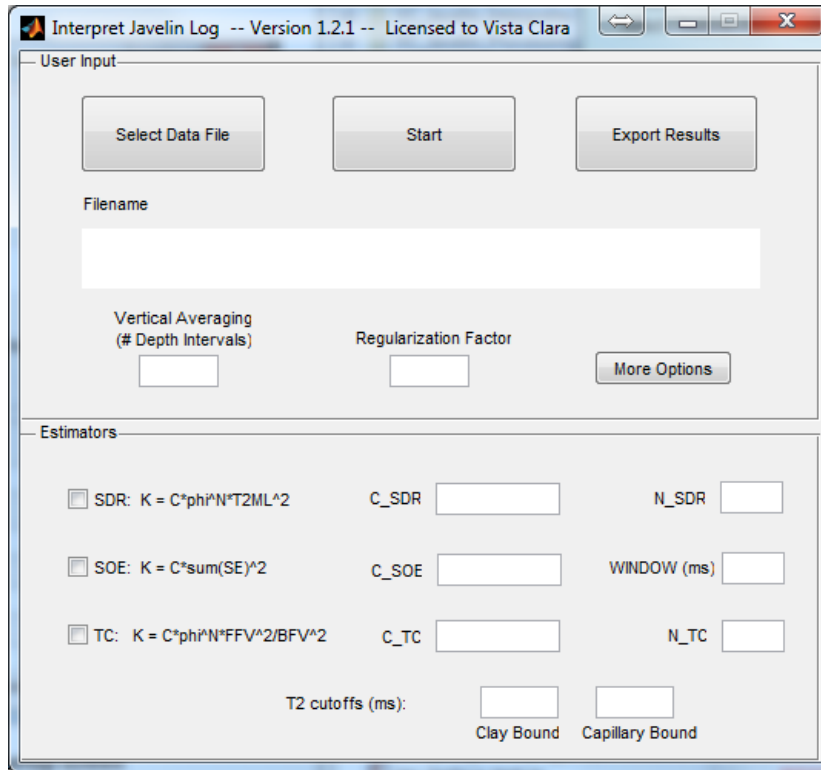 Interpret Javelin Log -- Version 1.2.1 -- Licensed to Vista Clara
User Input
Select Data File
Start
Export Results
Filename
Vertical Averaging
(# Depth Intervals)
Regularization Factor
More Options
Estimators
SDR: K = C*phi^N*T2ML^2
C_SDR
N_SDR
SOE: K = C*sum(SE)^2
C_SOE
WINDOW (ms)
TC: K = C*phi^N*FFV^2/BFV^2
C_TC
N_TC
T2 cutoffs (ms):
Clay Bound
Capillary Bound